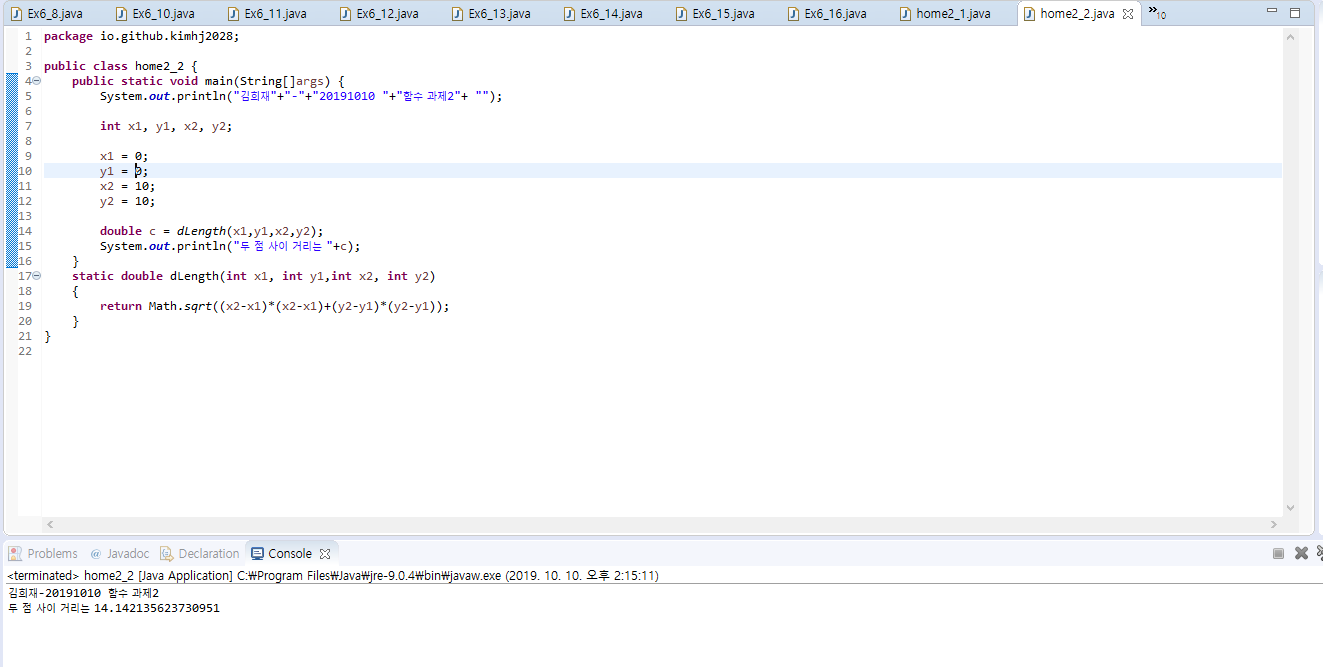 Ex6_8.java Ex6_10.java Ex6_11.java Ex6_12.java Ex6_13.java Ex6_14.java Ex6_15.java Ex6_16.java home2_1.java home2_2.java »10
1 package io.github.kimhj2028;
2
3 public class home2_2 {
4 public static void main(String[]args) {
5 System.out.println("김희재"+"-"+"20191010 "+"함수 과제2"+ "");
6
7 int x1, y1, x2, y2;
8
9 x1 = 0;
10 y1 = 0;
11 x2 = 10;
12 y2 = 10;
13
14 double c = dLength(x1,y1,x2,y2);
15 System.out.println("두 점 사이 거리는 "+c);
16 }
17 static double dLength(int x1, int y1,int x2, int y2)
18 {
19 return Math.sqrt((x2-x1)*(x2-x1)+(y2-y1)*(y2-y1));
20 }
21 }
22
Problems @ Javadoc Declaration Console
<terminated> home2_2 [Java Application] C:₩Program Files₩Java₩jre-9.0.4₩bin₩javaw.exe (2019. 10. 10. 오후 2:15:11)
김희재-20191010 함수 과제2
두 점 사이 거리는 14.142135623730951